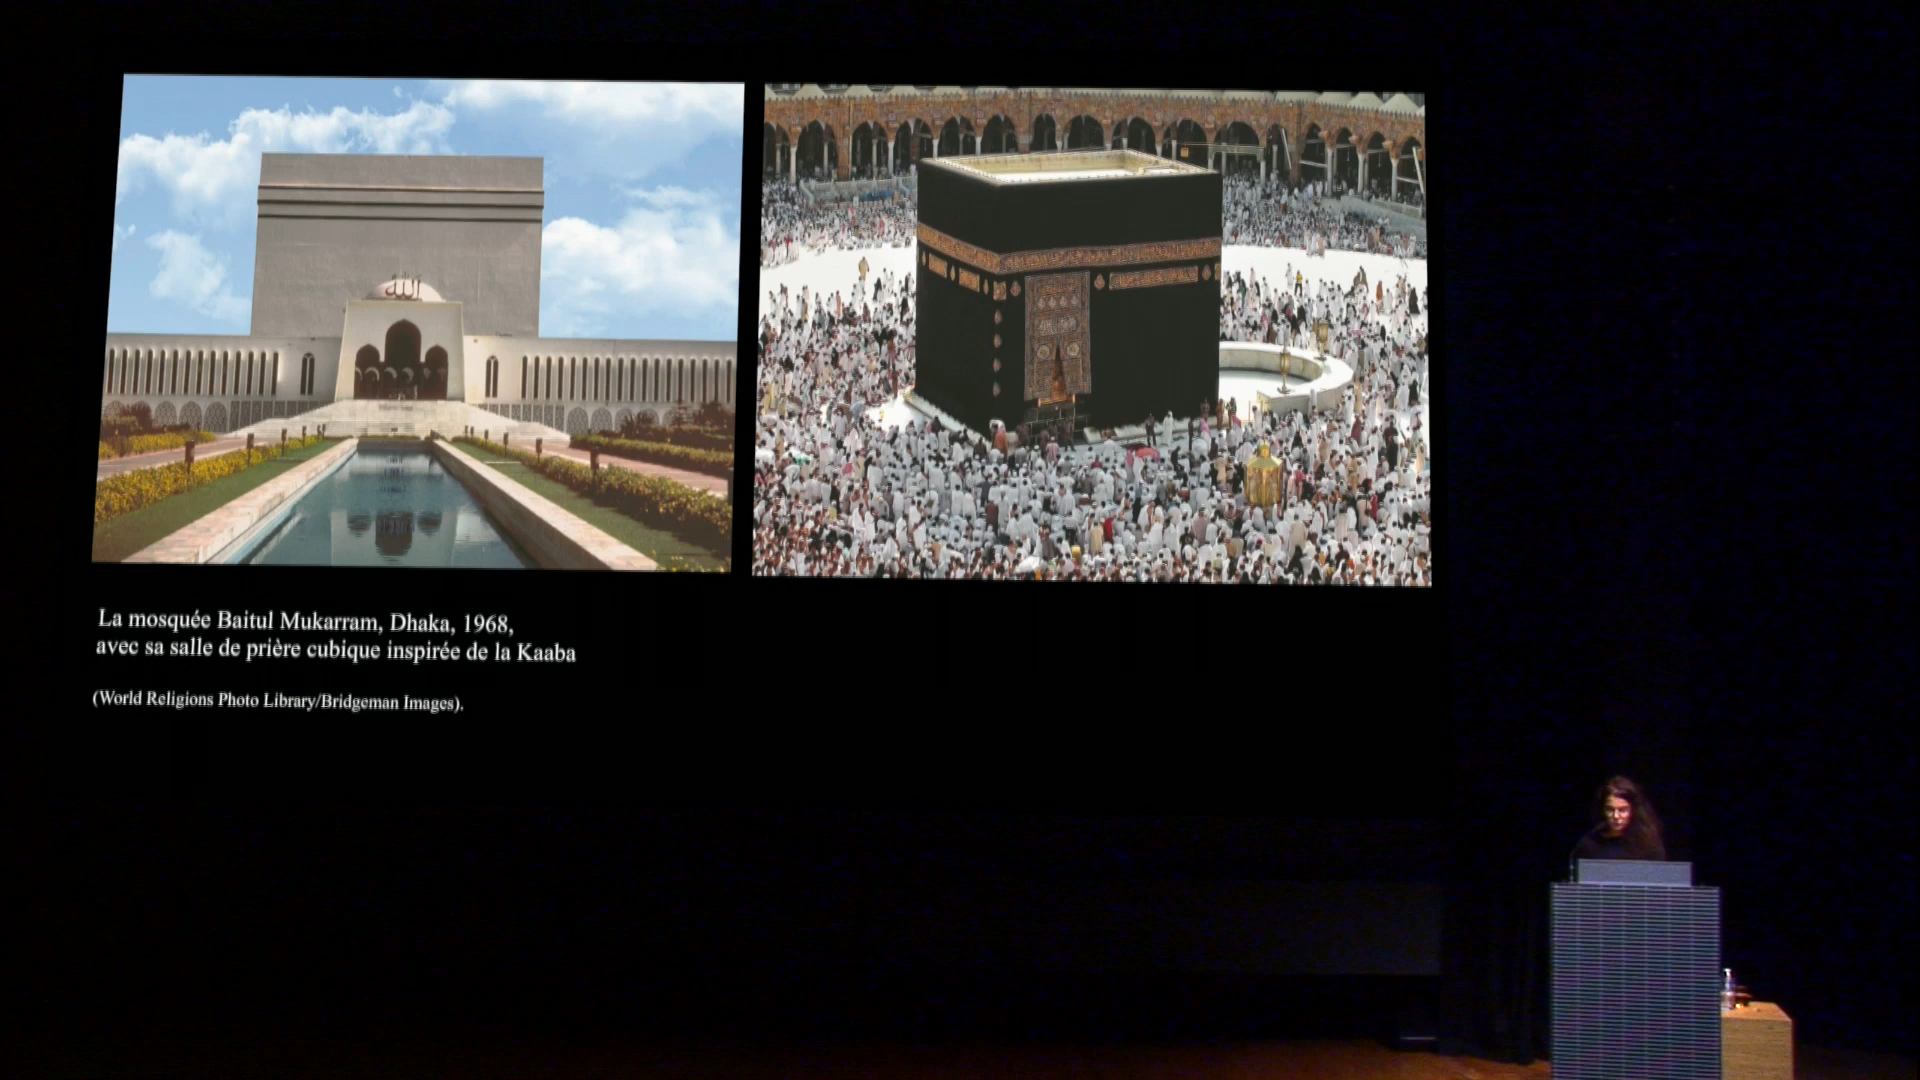 الله
La mosquée Baitul Mukarram, Dhaka, 1968,
avec sa salle de prière cubique inspirée de la Kaaba
(World Religions Photo Library/Bridgeman Images).